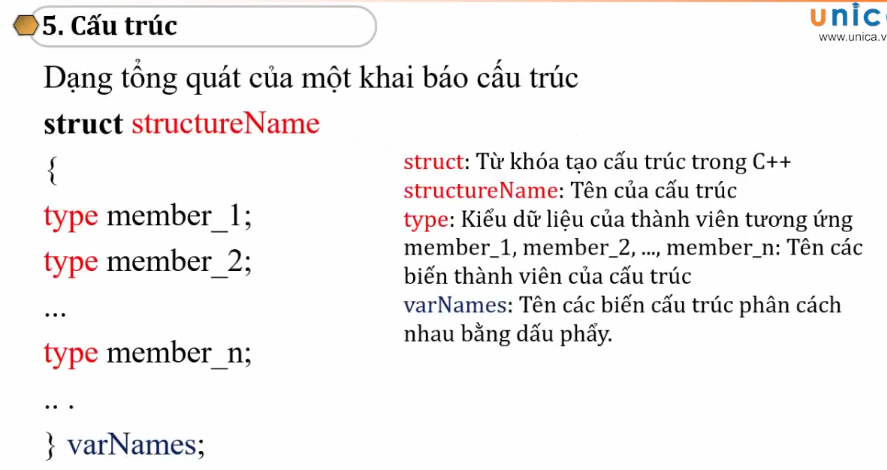 5. Cấu trúc
unic
www.unica.v
Dạng tổng quát của một khai báo cấu trúc
struct structureName
{
type member_1;
type member_2;
...
type member_n;
.. .
} varNames;
struct: Từ khóa tạo cấu trúc trong C++
structureName: Tên của cấu trúc
type: Kiểu dữ liệu của thành viên tương ứng
member_1, member_2, ..., member_n: Tên các
biến thành viên của cấu trúc
varNames: Tên các biến cấu trúc phân cách
nhau bằng dấu phẩy.